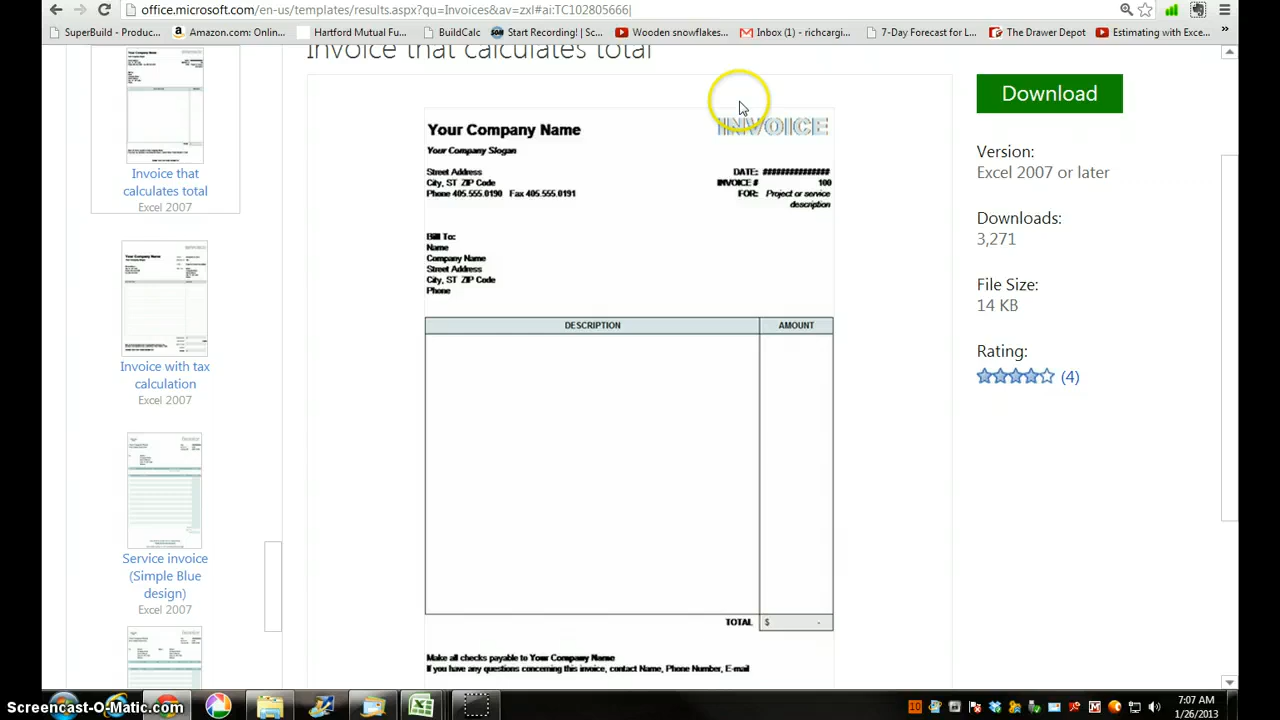 office.microsoft.com/en-us/templates/results.aspx?qu=Invoices&av=zxl#ai:TC102805666
SuperBuild - Produc...
Amazon.com: Onlin...
Hartford Mutual Fu...
BuildCalc
Start Recording! | Sc...
Wooden snowflakes...
Inbox (1) - richcargi...
7-Day Forecast for L...
The Drawer Depot
Estimating with Exce...
»
Invoice that calculates total
Invoice that
calculates total
Excel 2007
Invoice with tax
calculation
Excel 2007
Service invoice
(Simple Blue
design)
Excel 2007
Your Company Name
INVOICE
Your Company Slogan
Street Address
City, ST ZIP Code
Phone 405.555.0190 Fax 405.555.0191
DATE: ##############
INVOICE # 100
FOR: Project or service
description
Bill To:
Name
Company Name
Street Address
City, ST ZIP Code
Phone
DESCRIPTION AMOUNT
TOTAL $ -
Make all checks payable to Your Company Name
If you have any questions concerning this invoice, contact Name, Phone Number, E-mail
Download
Version:
Excel 2007 or later
Downloads:
3,271
File Size:
14 KB
Rating:
(4)
Screencast-O-Matic.com
10
7:07 AM
1/26/2013